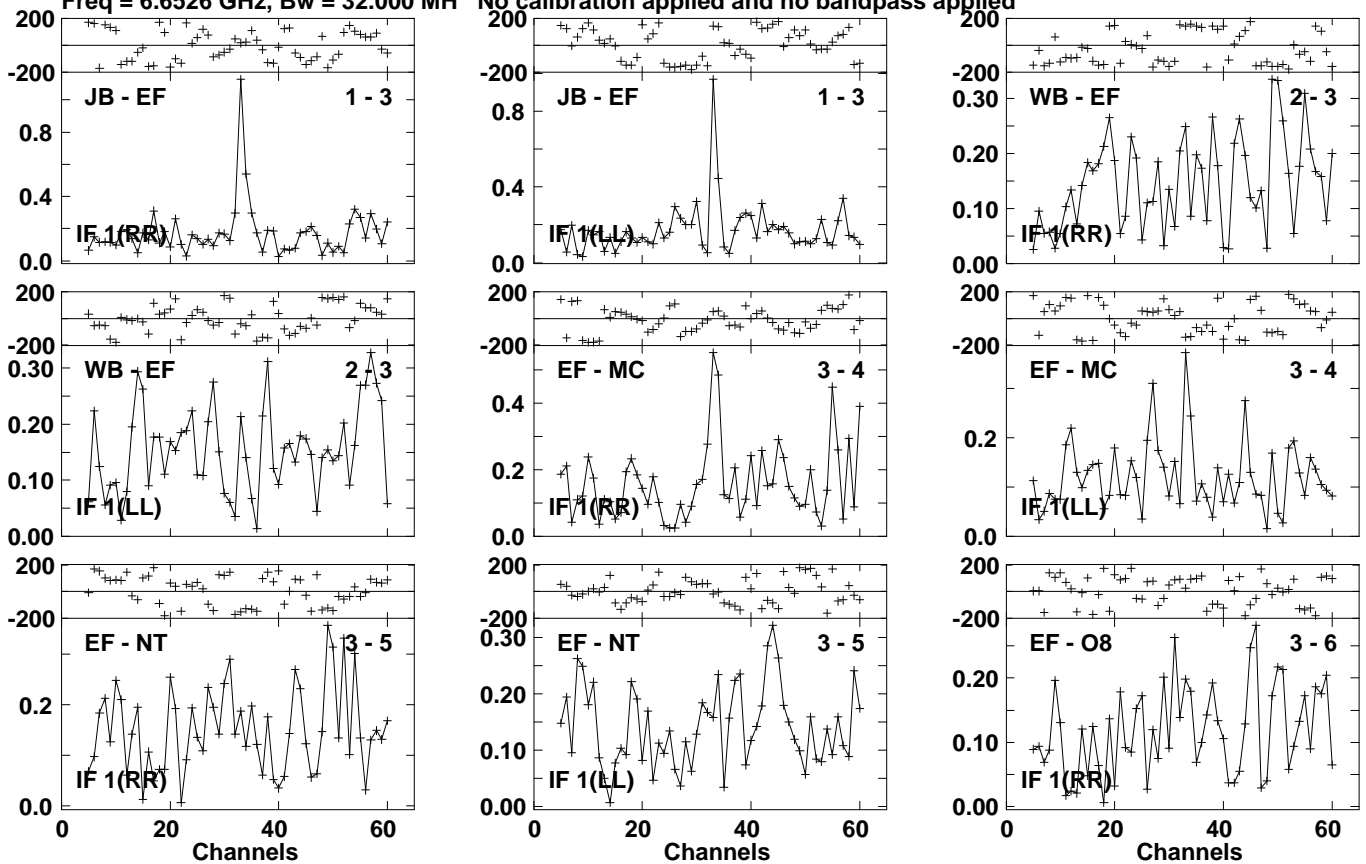 Freq = 6.6526 GHz, Bw = 32.000 MH No calibration applied and no bandpass applied
200
-200
JB - EF 1 - 3
0.8
0.4
0.0
IF 1(RR)
200
-200
JB - EF 1 - 3
0.8
0.4
0.0
IF 1(LL)
200
-200
WB - EF 2 - 3
0.30
0.20
0.10
0.00
IF 1(RR)
200
-200
WB - EF 2 - 3
0.30
0.20
0.10
0.00
IF 1(LL)
200
-200
EF - MC 3 - 4
0.4
0.2
0.0
IF 1(RR)
200
-200
EF - MC 3 - 4
0.2
0.0
IF 1(LL)
200
-200
EF - NT 3 - 5
0.2
0.0
IF 1(RR)
0 20 40 60
Channels
200
-200
EF - NT 3 - 5
0.30
0.20
0.10
0.00
IF 1(LL)
0 20 40 60
Channels
200
-200
EF - O8 3 - 6
0.20
0.10
0.00
IF 1(RR)
0 20 40 60
Channels